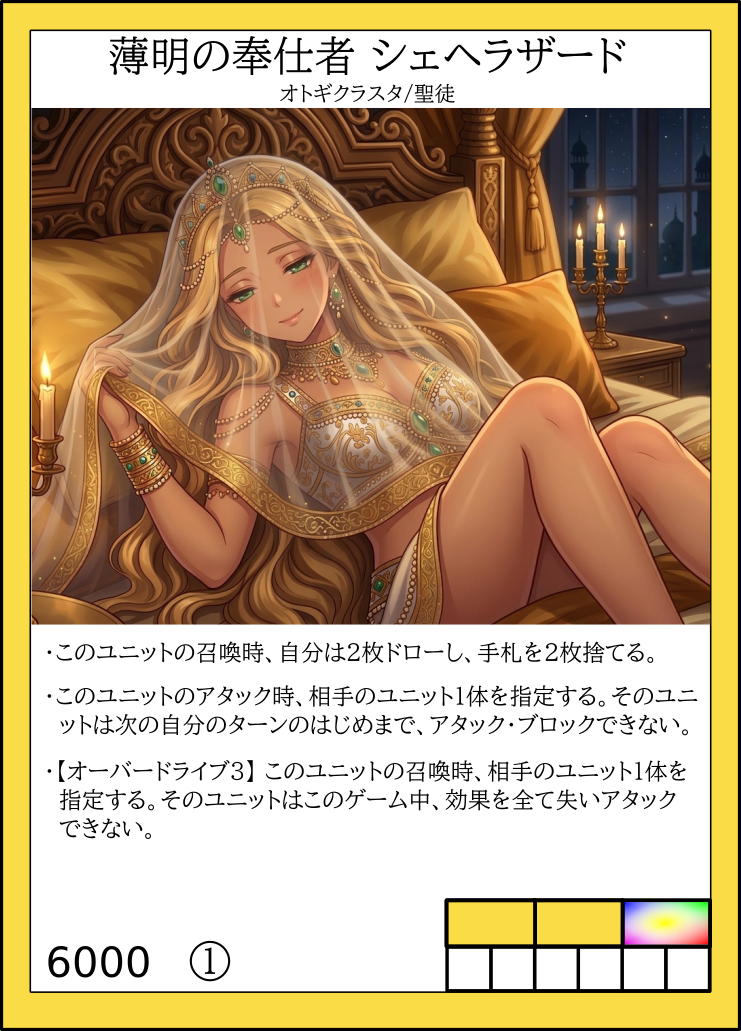 薄明の奉仕者 シェヘラザード
オトギクラスタ/聖徒
・このユニットの召喚時、自分は2枚ドローし、手札を2枚捨てる。
・このユニットのアタック時、相手のユニット1体を指定する。そのユニ
ットは次の自分のターンのはじめまで、アタック・ブロックできない。
・【オーバードライブ3】 このユニットの召喚時、相手のユニット1体を
指定する。そのユニットはこのゲーム中、効果を全て失いアタック
できない。
6000 ①